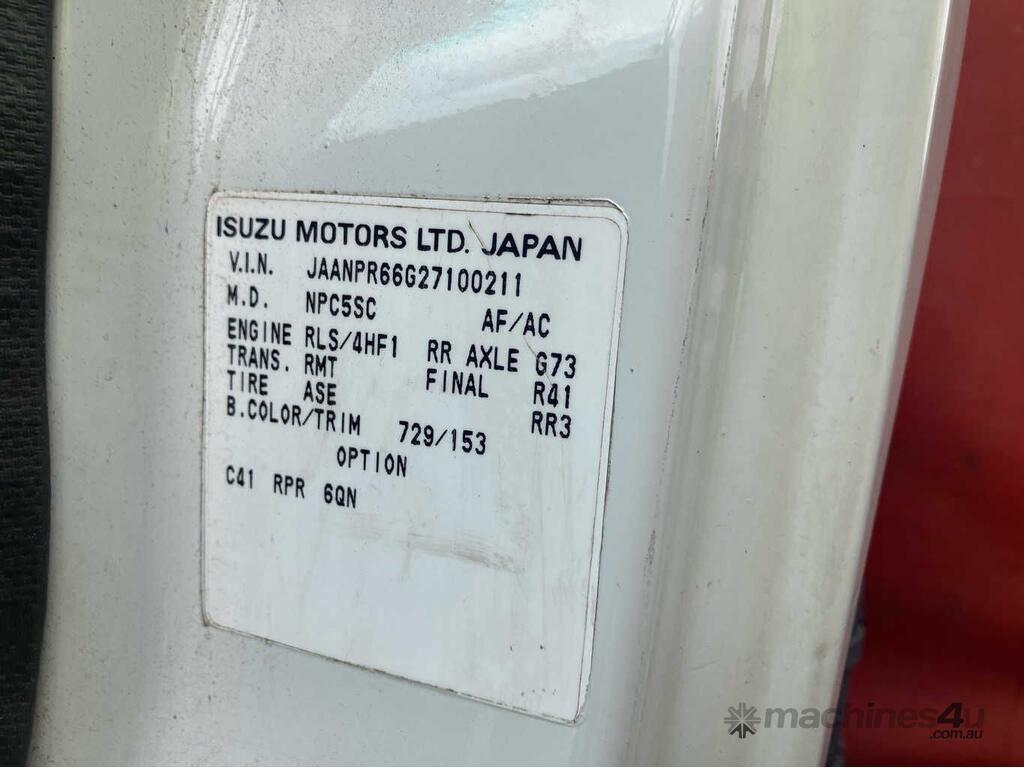 ISUZU MOTORS LTD. JAPAN
V.I.N. JAANPR66G27100211
M.D. NPC5SC AF/AC
ENGINE RLS/4HF1 RR AXLE G73
TRANS. RMT FINAL R41
TIRE ASE RR3
B.COLOR/TRIM 729/153
OPTION
C41 RPR 6QN
machines4u
.com.au